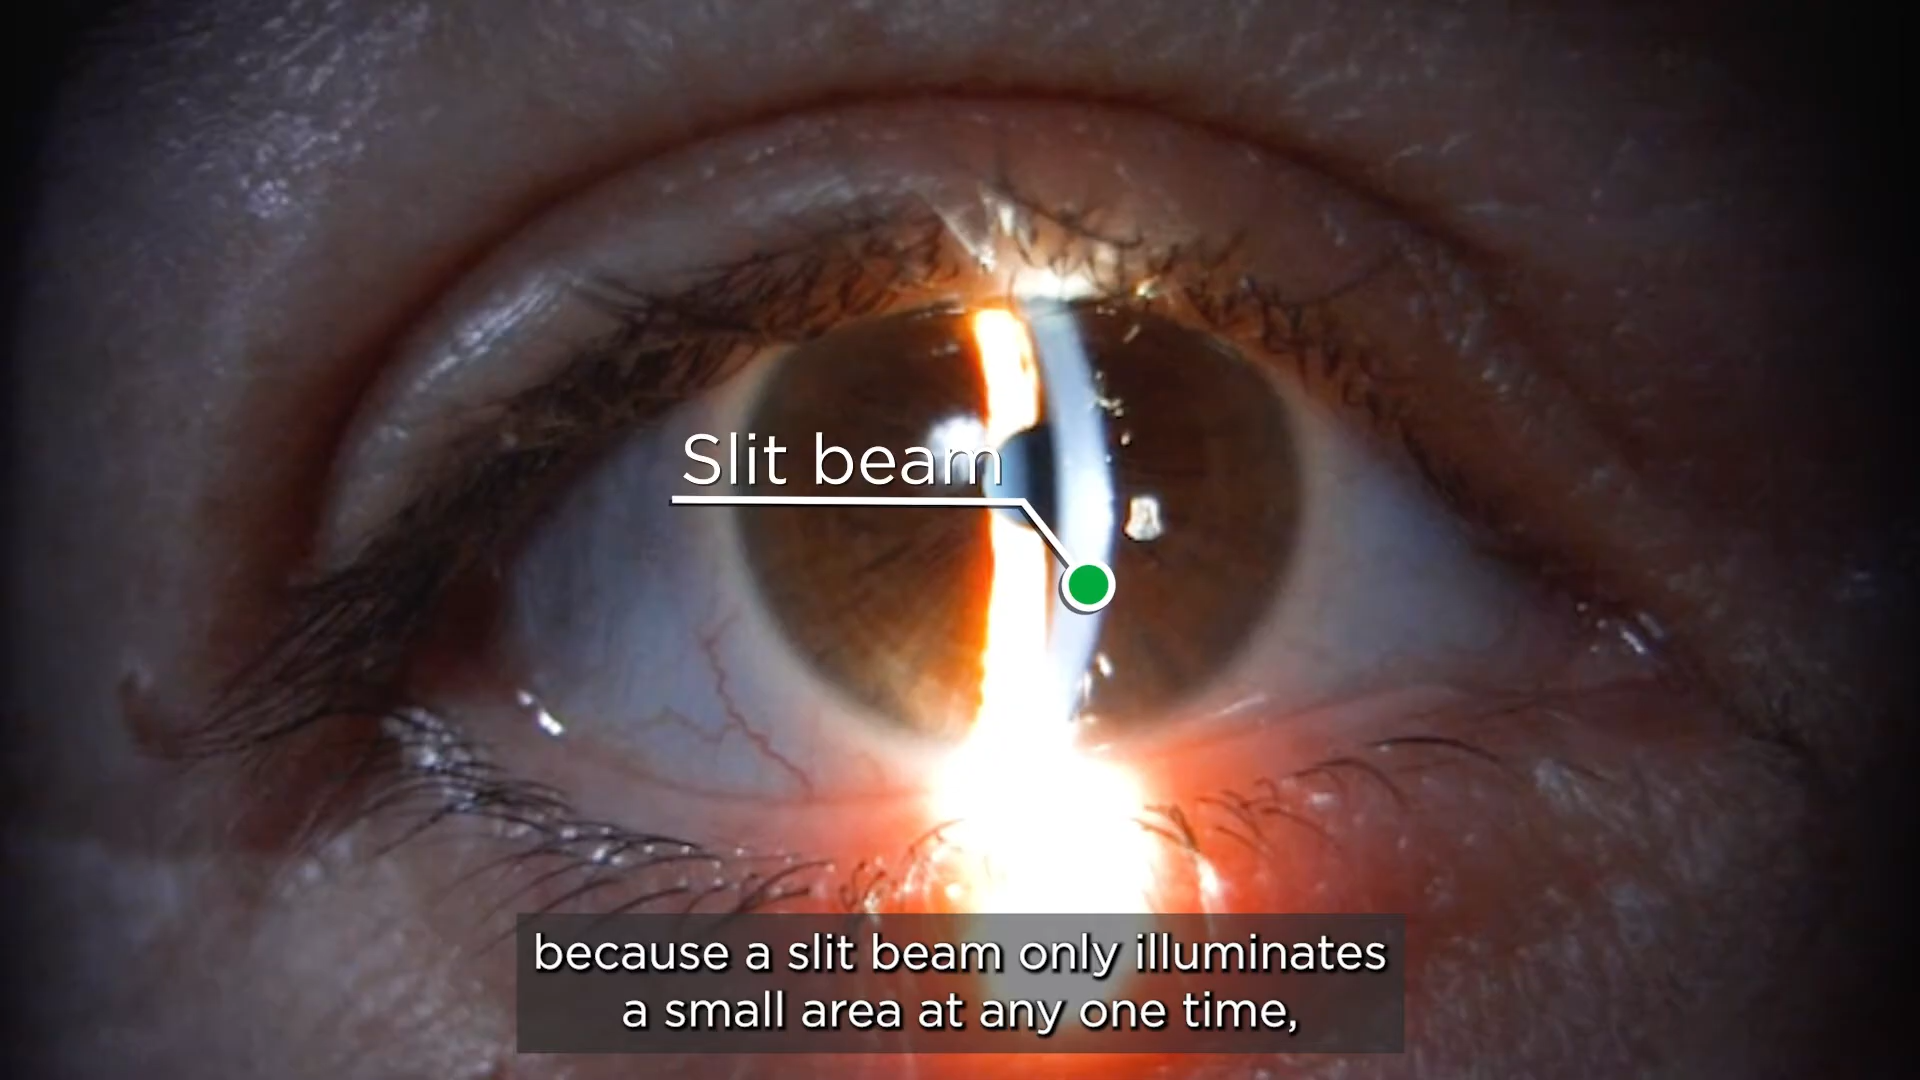 Slit beam
because a slit beam only illuminates
a small area at any one time,